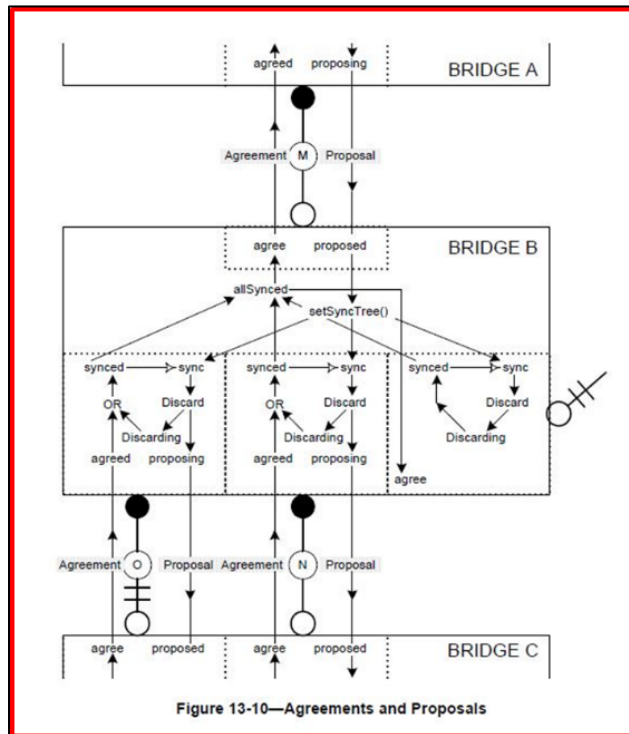 agreed proposing
BRIDGE A
Agreement M Proposal
agree proposed
BRIDGE B
allSynced
setSyncTree()
synced sync synced sync synced sync
OR Discard OR Discard Discard
Discarding Discarding Discarding
agreed proposing agreed proposing
agree
Agreement O Proposal Agreement N Proposal
agree proposed agree proposed
BRIDGE C
Figure 13-10—Agreements and Proposals